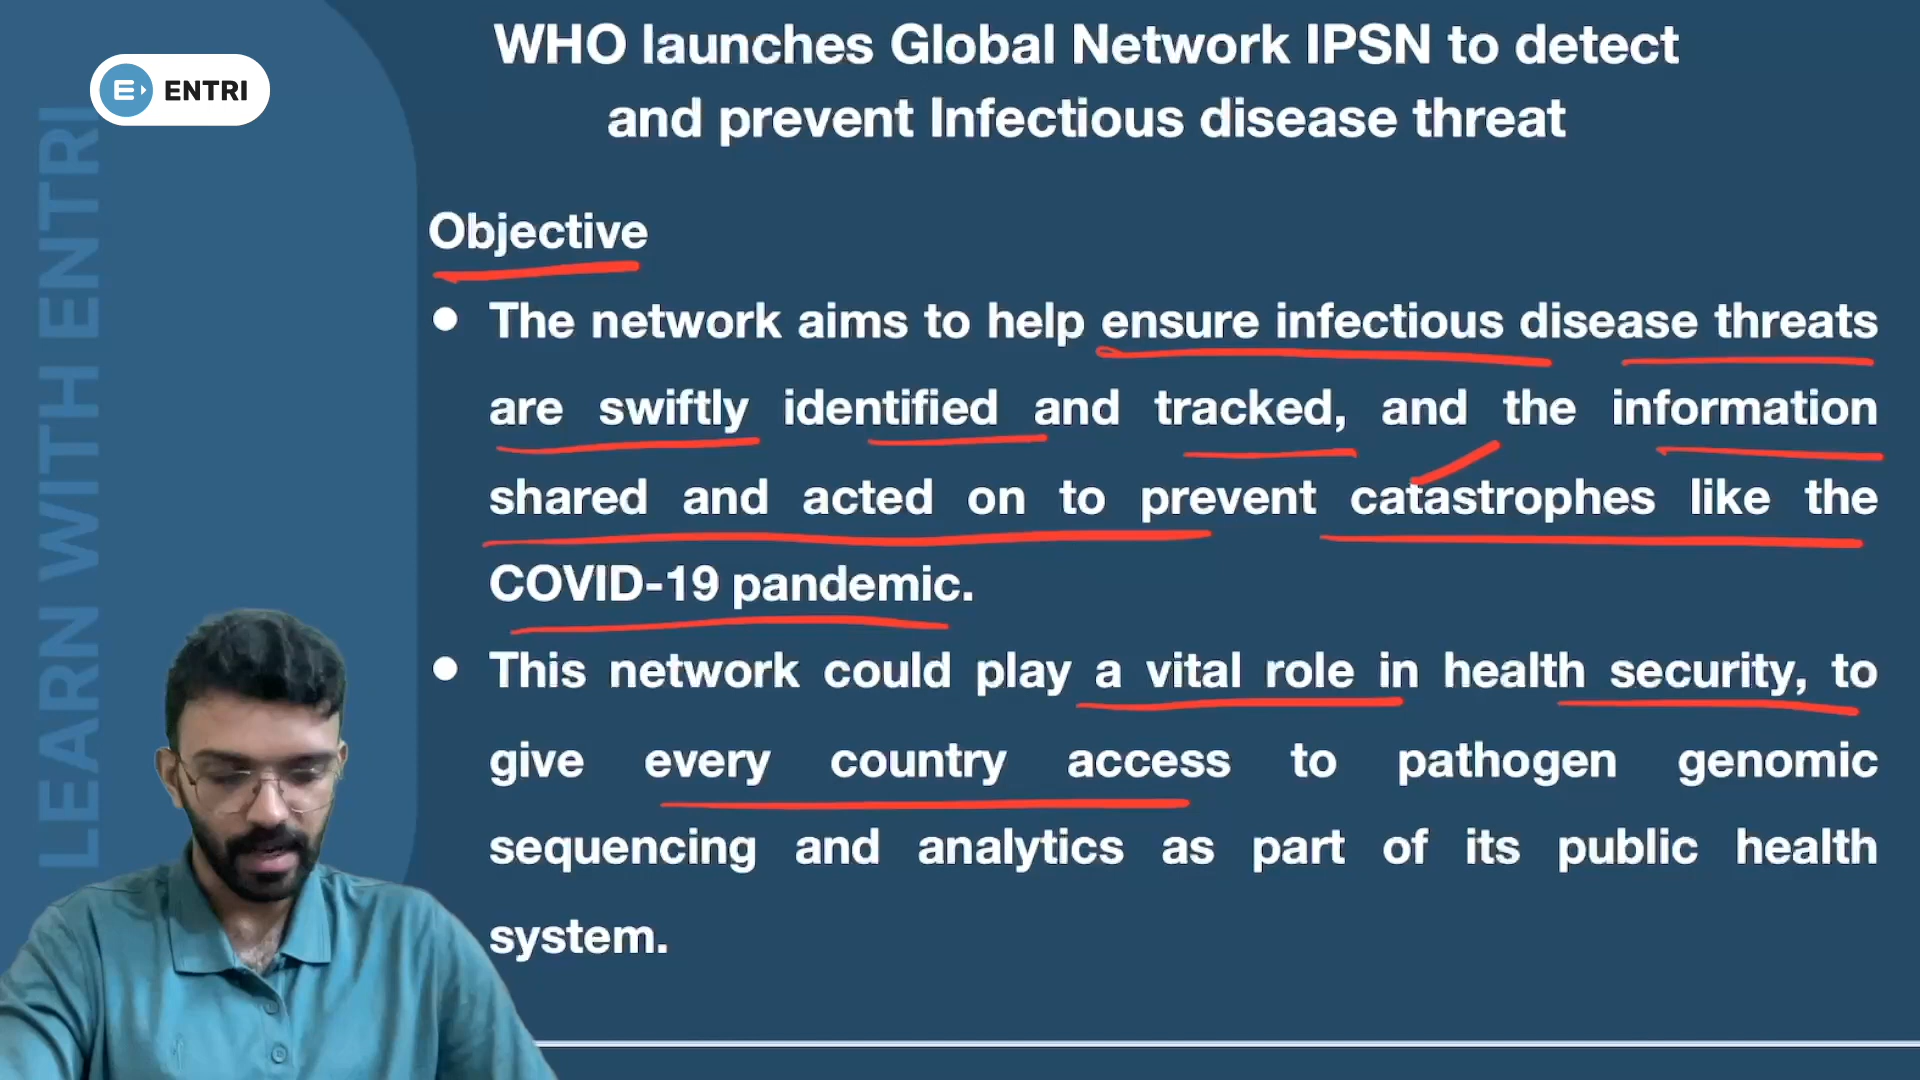 ENTRI
LEARN WITH ENTRI
WHO launches Global Network IPSN to detect
and prevent Infectious disease threat
Objective
The network aims to help ensure infectious disease threats
are swiftly identified and tracked, and the information
shared and acted on to prevent catastrophes like the
COVID-19 pandemic.
This network could play a vital role in health security, to
give every country access to pathogen genomic
sequencing and analytics as part of its public health
system.